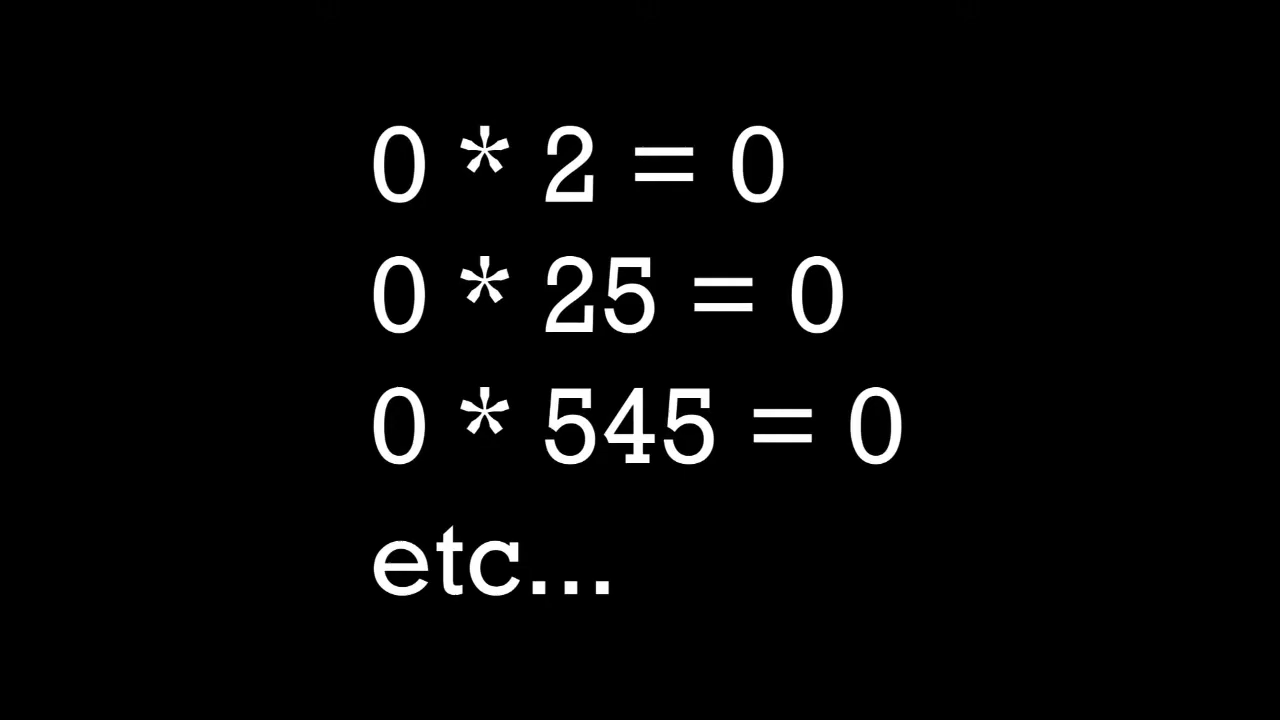 0 * 2 = 0
0 * 25 = 0
0 * 545 = 0
etc...